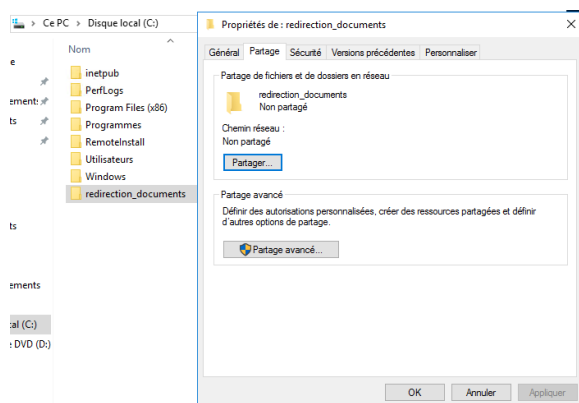 Ce PC > Disque local (C:)
Nom
e
ements
ts
inetpub
PerfLogs
Program Files (x86)
Programmes
RemoteInstall
Utilisateurs
Windows
redirection_documents
ts
ements
cal (C:)
DVD (D:)
Propriétés de : redirection_documents
Général Partage Sécurité Versions précédentes Personnaliser
Partage de fichiers et de dossiers en réseau
redirection_documents
Non partagé
Chemin réseau :
Non partagé
Partager...
Partage avancé
Définir des autorisations personnalisées, créer des ressources partagées et définir
d'autres options de partage.
Partage avancé...
OK Annuler Appliquer